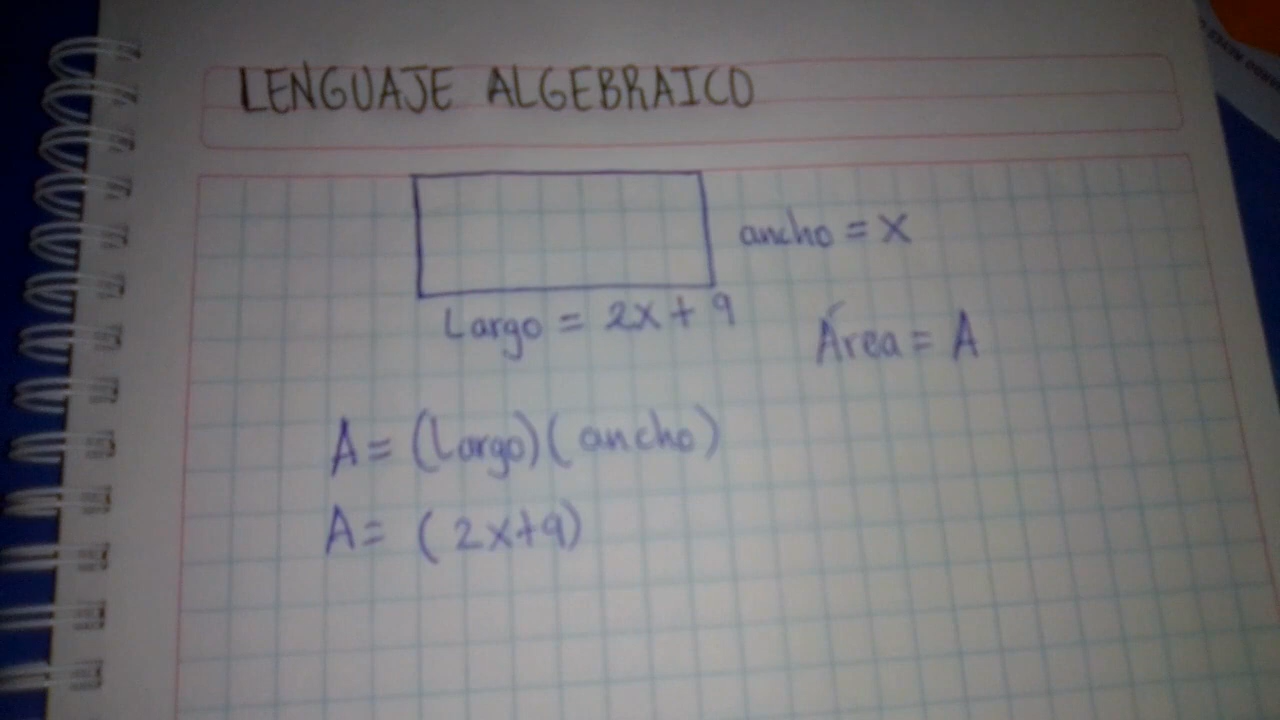 LENGUAJE ALGEBRAICO
ancho = X
Largo = 2x + 9
Área = A
A = (Largo)(ancho)
A = (2x+9)